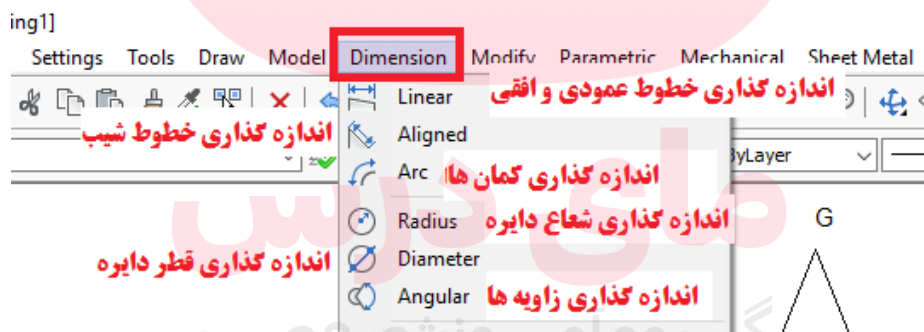 ing1]
Settings Tools Draw Model Dimension Modify Parametric Mechanical Sheet Metal
Linear اندازه گذاری خطوط عمودی و افقی
اندازه گذاری خطوط شیب Aligned
ByLayer
Arc اندازه گذاری کمان ها
Radius اندازه گذاری شعاع دایره
G
اندازه گذاری قطر دایره Diameter
Angular اندازه گذاری زاویه ها
مای درس